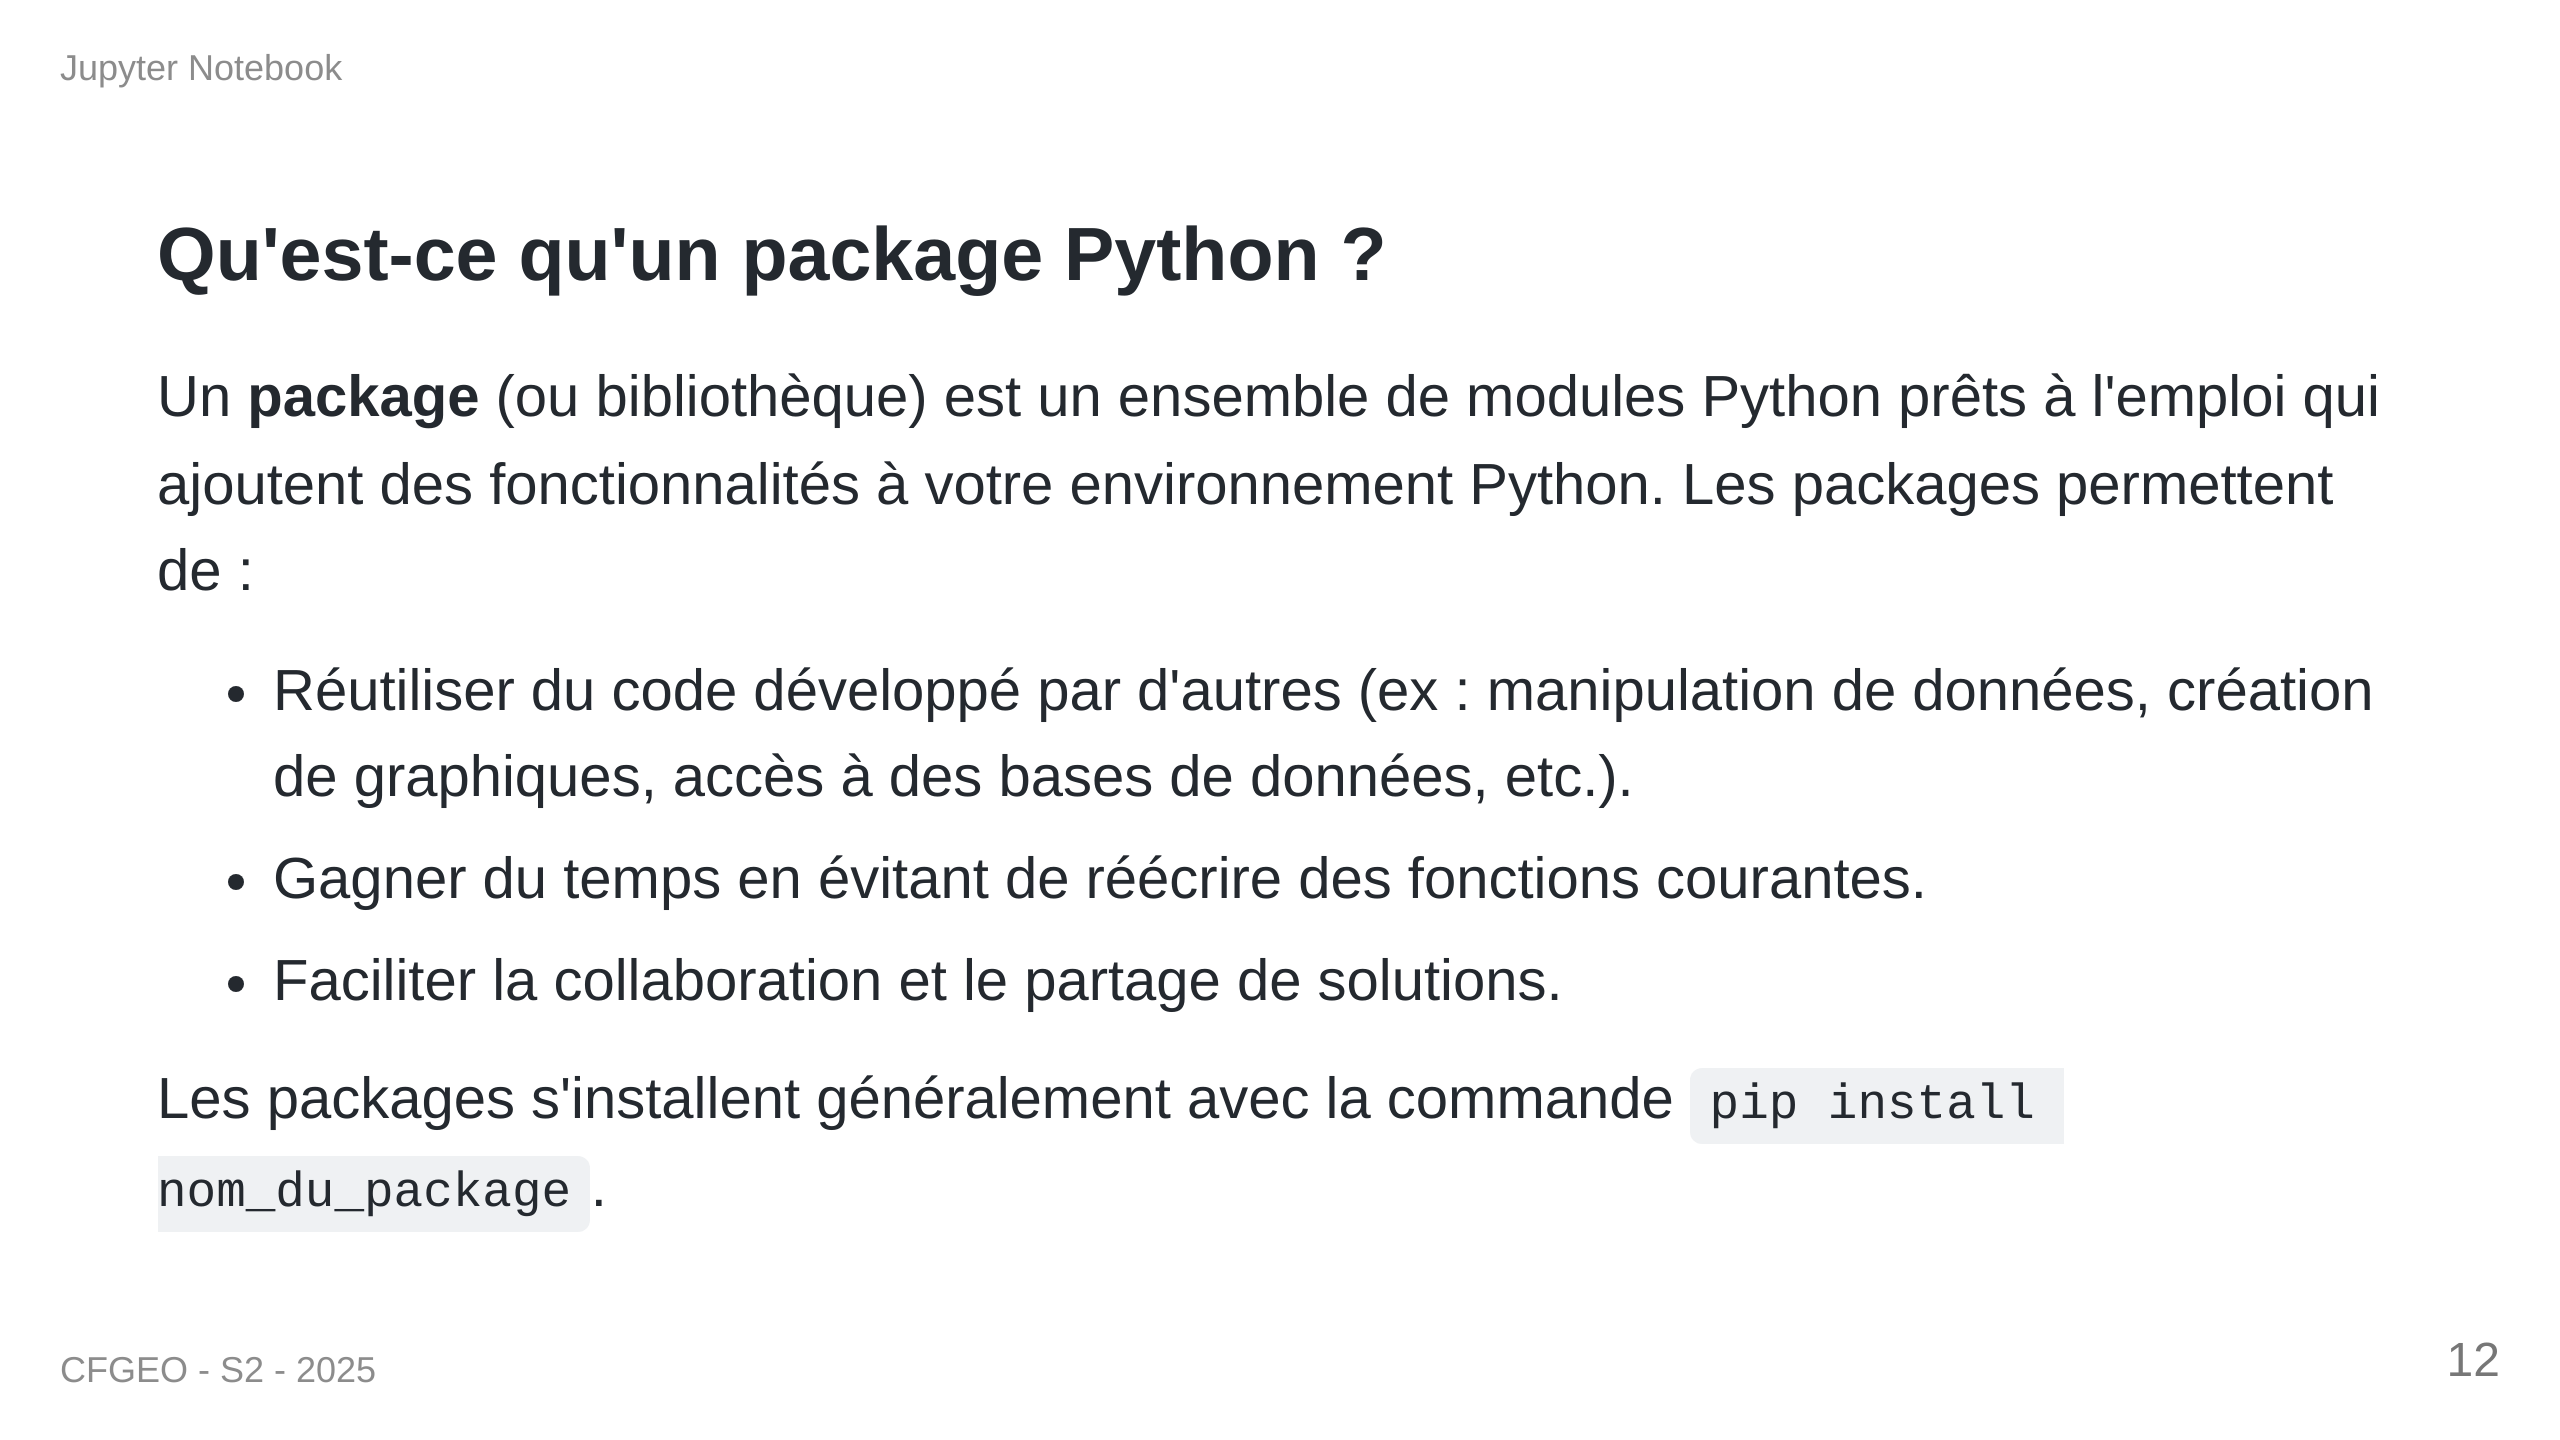 Jupyter Notebook
Qu'est-ce qu'un package Python ?
Un package (ou bibliothèque) est un ensemble de modules Python prêts à l'emploi qui
ajoutent des fonctionnalités à votre environnement Python. Les packages permettent
de :
• Réutiliser du code développé par d'autres (ex : manipulation de données, création
de graphiques, accès à des bases de données, etc.).
• Gagner du temps en évitant de réécrire des fonctions courantes.
• Faciliter la collaboration et le partage de solutions.
Les packages s'installent généralement avec la commande pip install
nom_du_package .
CFGEO - S2 - 2025
12